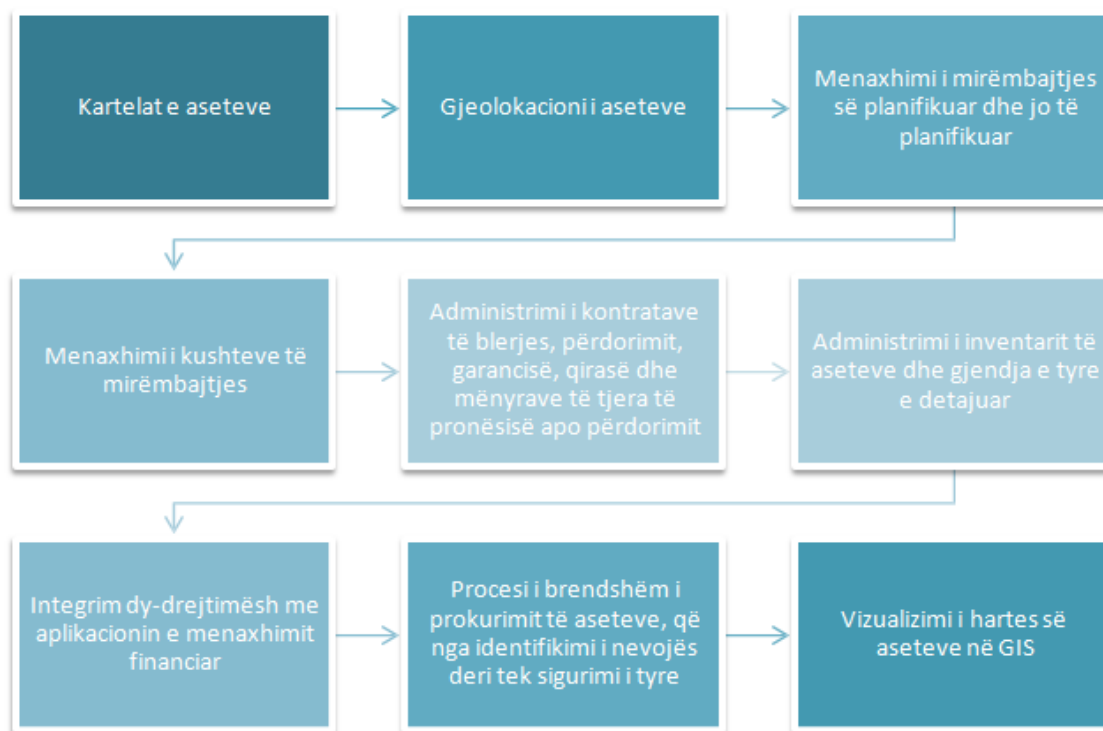 Kartelat e aseteve
Gjeolokacioni i aseteve
Menaxhimi i mirëmbajtjes
së planifikuar dhe jo të
planifikuar
Menaxhimi i kushteve të
mirëmbajtjes
Administrimi i kontratave
të blerjes, përdorimit,
garancisë, qirasë dhe
mënyrave të tjera të
pronësisë apo përdorimit
Administrimi i inventarit të
aseteve dhe gjendja e tyre
e detajuar
Integrim dy-drejtimësh me
aplikacionin e menaxhimit
financiar
Procesi i brendshëm i
prokurimit të aseteve, që
nga identifikimi i nevojës
deri tek sigurimi i tyre
Vizualizimi i hartes së
aseteve në GIS